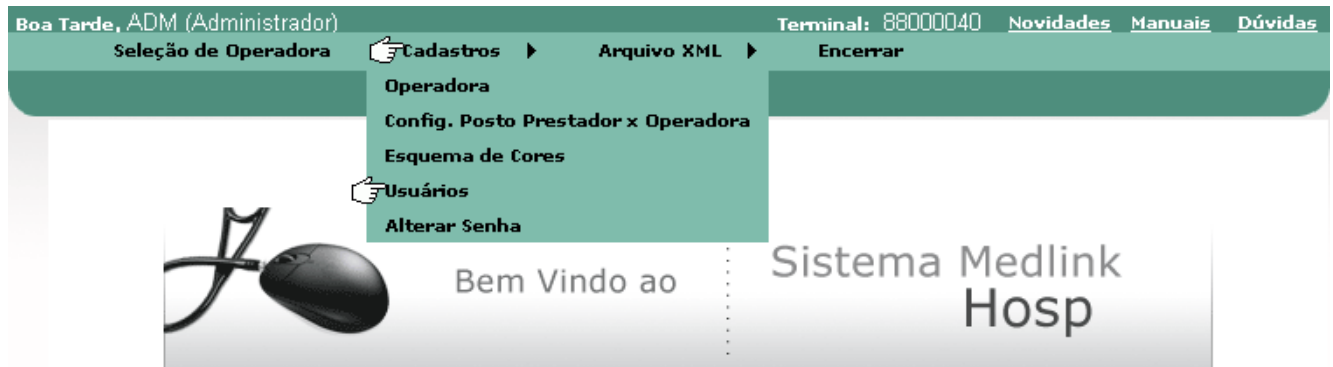 Boa Tarde, ADM (Administrador) Terminal: 88000040 Novidades Manuais Dúvidas
Seleção de Operadora Cadastros Arquivo XML Encerrar
Operadora
Config. Posto Prestador x Operadora
Esquema de Cores
Usuários
Alterar Senha
Bem Vindo ao
Sistema Medlink
Hosp